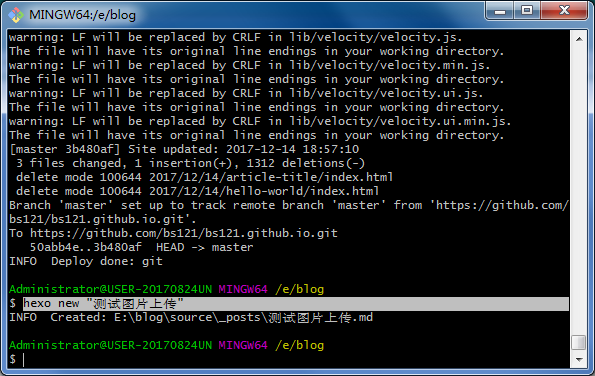 MINGW64:/e/blog
warning: LF will be replaced by CRLF in lib/velocity/velocity.js.
The file will have its original line endings in your working directory.
warning: LF will be replaced by CRLF in lib/velocity/velocity.min.js.
The file will have its original line endings in your working directory.
warning: LF will be replaced by CRLF in lib/velocity/velocity.ui.js.
The file will have its original line endings in your working directory.
warning: LF will be replaced by CRLF in lib/velocity/velocity.ui.min.js.
The file will have its original line endings in your working directory.
[master 3b480af] Site updated: 2017-12-14 18:57:10
 3 files changed, 1 insertion(+), 1312 deletions(-)
 delete mode 100644 2017/12/14/article-title/index.html
 delete mode 100644 2017/12/14/hello-world/index.html
Branch 'master' set up to track remote branch 'master' from 'https://github.com/
bs121/bs121.github.io.git'.
To https://github.com/bs121/bs121.github.io.git
   50abb4e..3b480af  HEAD -> master
INFO  Deploy done: git
Administrator@USER-20170824UN MINGW64 /e/blog
$ hexo new "测试图片上传"
INFO  Created: E:\blog\source\_posts\测试图片上传.md
Administrator@USER-20170824UN MINGW64 /e/blog
$